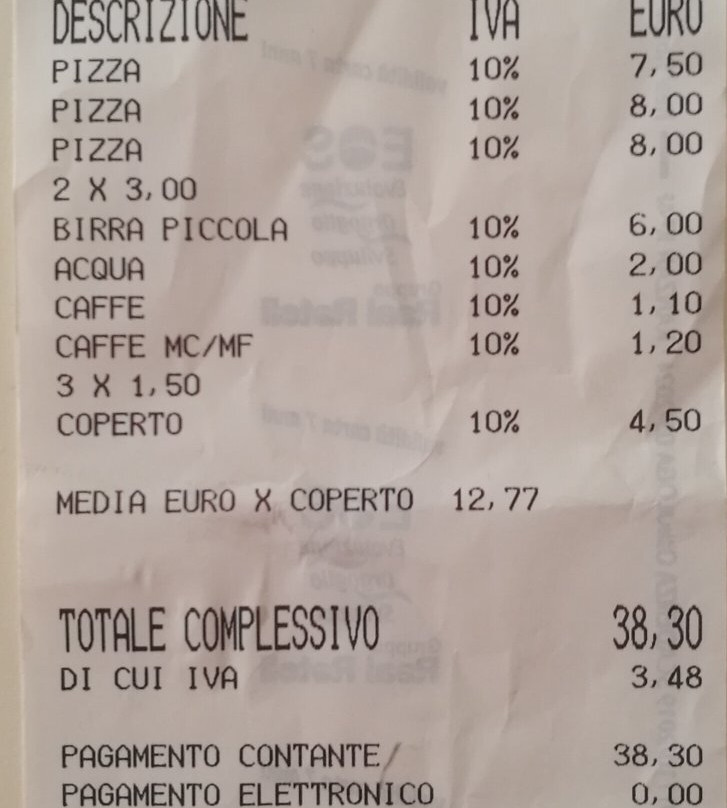 DESCRIZIONE IVA EURO
PIZZA 10% 7,50
PIZZA 10% 8,00
PIZZA 10% 8,00
2 X 3,00
BIRRA PICCOLA 10% 6,00
ACQUA 10% 2,00
CAFFE 10% 1,10
CAFFE MC/MF 10% 1,20
3 X 1,50
COPERTO 10% 4,50
MEDIA EURO X COPERTO 12,77
TOTALE COMPLESSIVO 38,30
DI CUI IVA 3,48
PAGAMENTO CONTANTE/ 38,30
PAGAMENTO ELETTRONICO 0,00